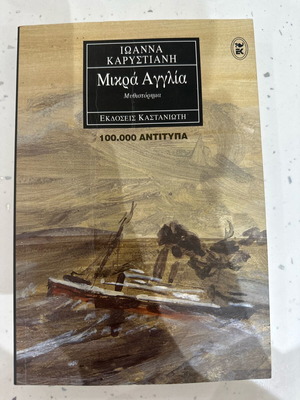 ΙΩΑΝΝΑ
ΚΑΡΥΣΤΙΑΝΗ
Μικρά Αγγλία
Μυθιστόρημα
ΕΚΔΟΣΕΙΣ ΚΑΣΤΑΝΙΩΤΗ
100.000 ΑΝΤΙΤΥΠΑ